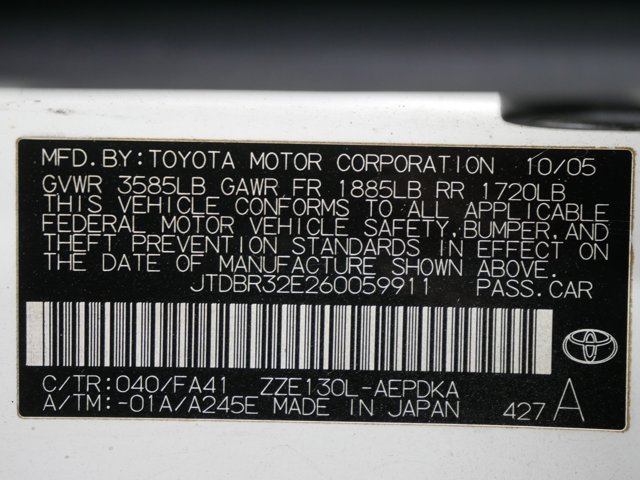 MFD.BY:TOYOTA MOTOR CORPORATION 10/05
GVWR 3585LB GAWR FR 1885LB RR 1720LB
THIS VEHICLE CONFORMS TO ALL APPLICABLE
FEDERAL MOTOR VEHICLE SAFETY,BUMPER,AND
THEFT PREVENTION STANDARDS IN EFFECT ON
THE DATE OF MANUFACTURE SHOWN ABOVE.
JTDBR32E260059911 PASS.CAR
C/TR:040/FA41 ZZE130L-AEPDKA
A/TM:-01A/A245E MADE IN JAPAN 427 A